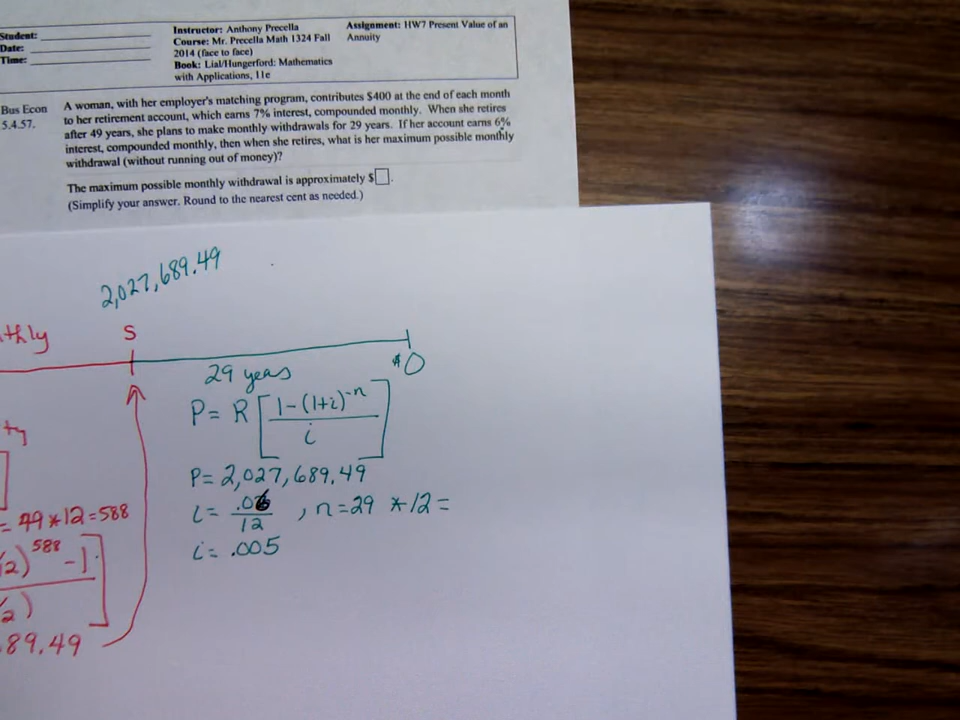 Student:
Date:
Time:
Instructor: Anthony Precella
Course: Mr. Precella Math 1324 Fall
2014 (face to face)
Book: Lial/Hungerford: Mathematics
with Applications, 11e
Assignment: HW7 Present Value of an
Annuity
Bus Econ
5.4.57.
A woman, with her employer's matching program, contributes $400 at the end of each month
to her retirement account, which earns 7% interest, compounded monthly. When she retires
after 49 years, she plans to make monthly withdrawals for 29 years. If her account earns 6%
interest, compounded monthly, then when she retires, what is her maximum possible monthly
withdrawal (without running out of money)?
The maximum possible monthly withdrawal is approximately $☐.
(Simplify your answer. Round to the nearest cent as needed.)
2,027,689.49
thly
S
$0
29 years
P = R [ 1-(1+i)^-n / i ]
ty
P = 2,027,689.49
i = .06/12 , n = 29 * 12 =
i = .005
= 49 * 12 = 588
/12)^588 - 1
/12)
89.49